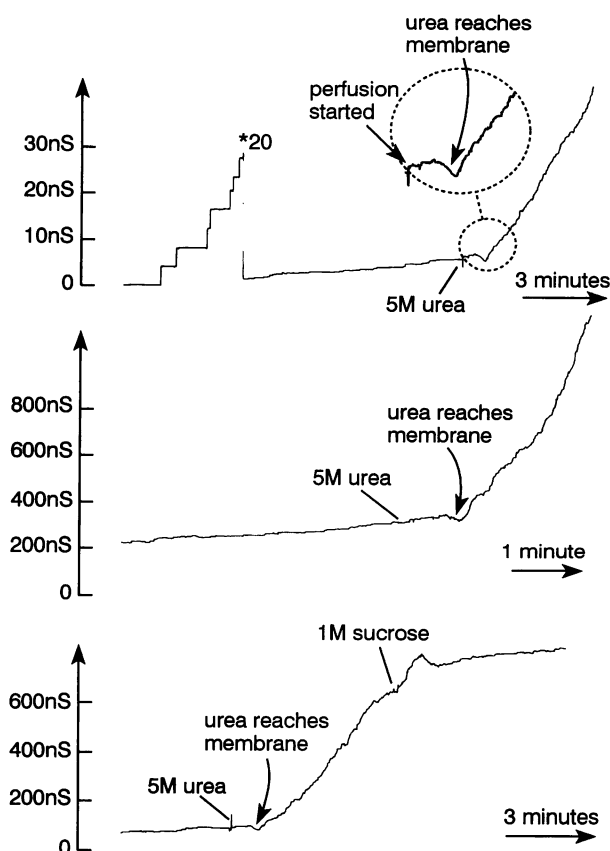 urea reaches
membrane
perfusion
started
30nS
*20
20nS
10nS
0
5M urea
3 minutes
800nS
600nS
400nS
200nS
0
urea reaches
membrane
5M urea
1 minute
1M sucrose
600nS
400nS
200nS
0
urea reaches
membrane
5M urea
3 minutes